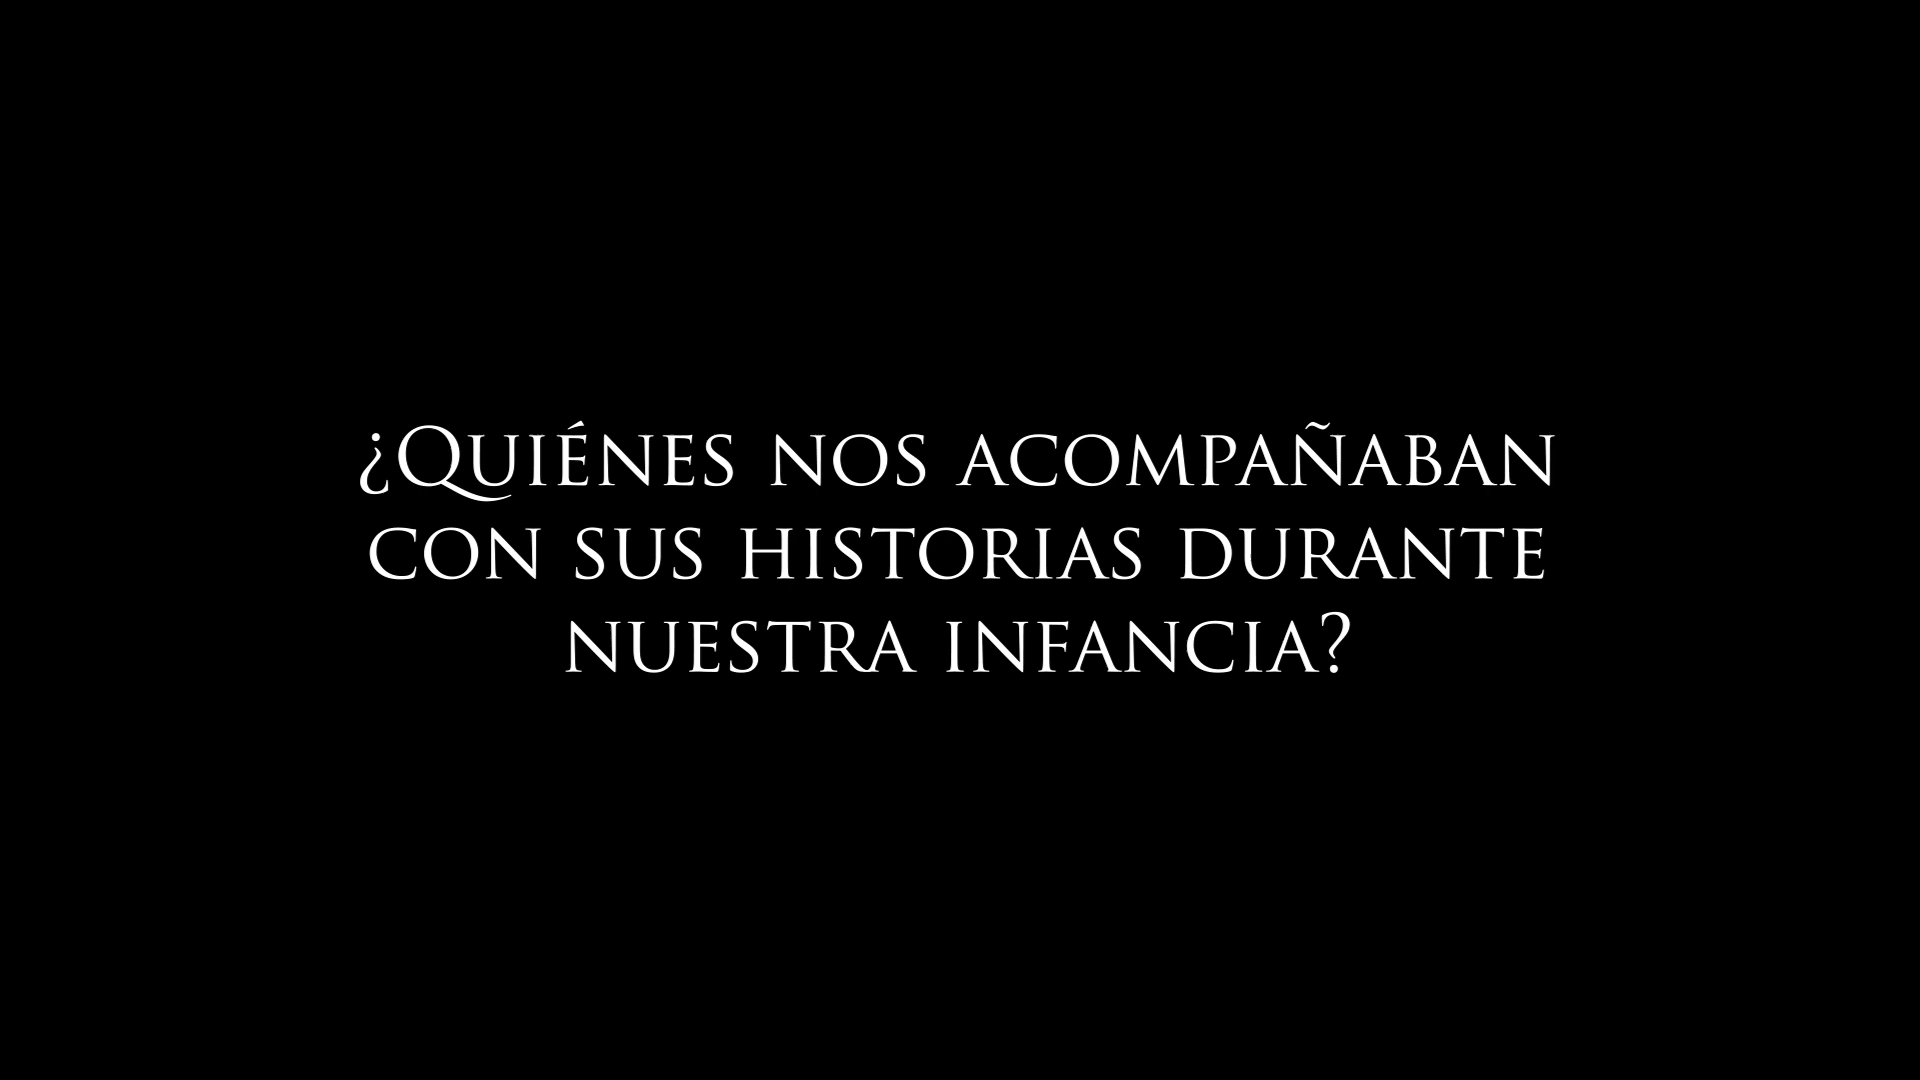 ¿Quiénes nos acompañaban
con sus historias durante
nuestra infancia?